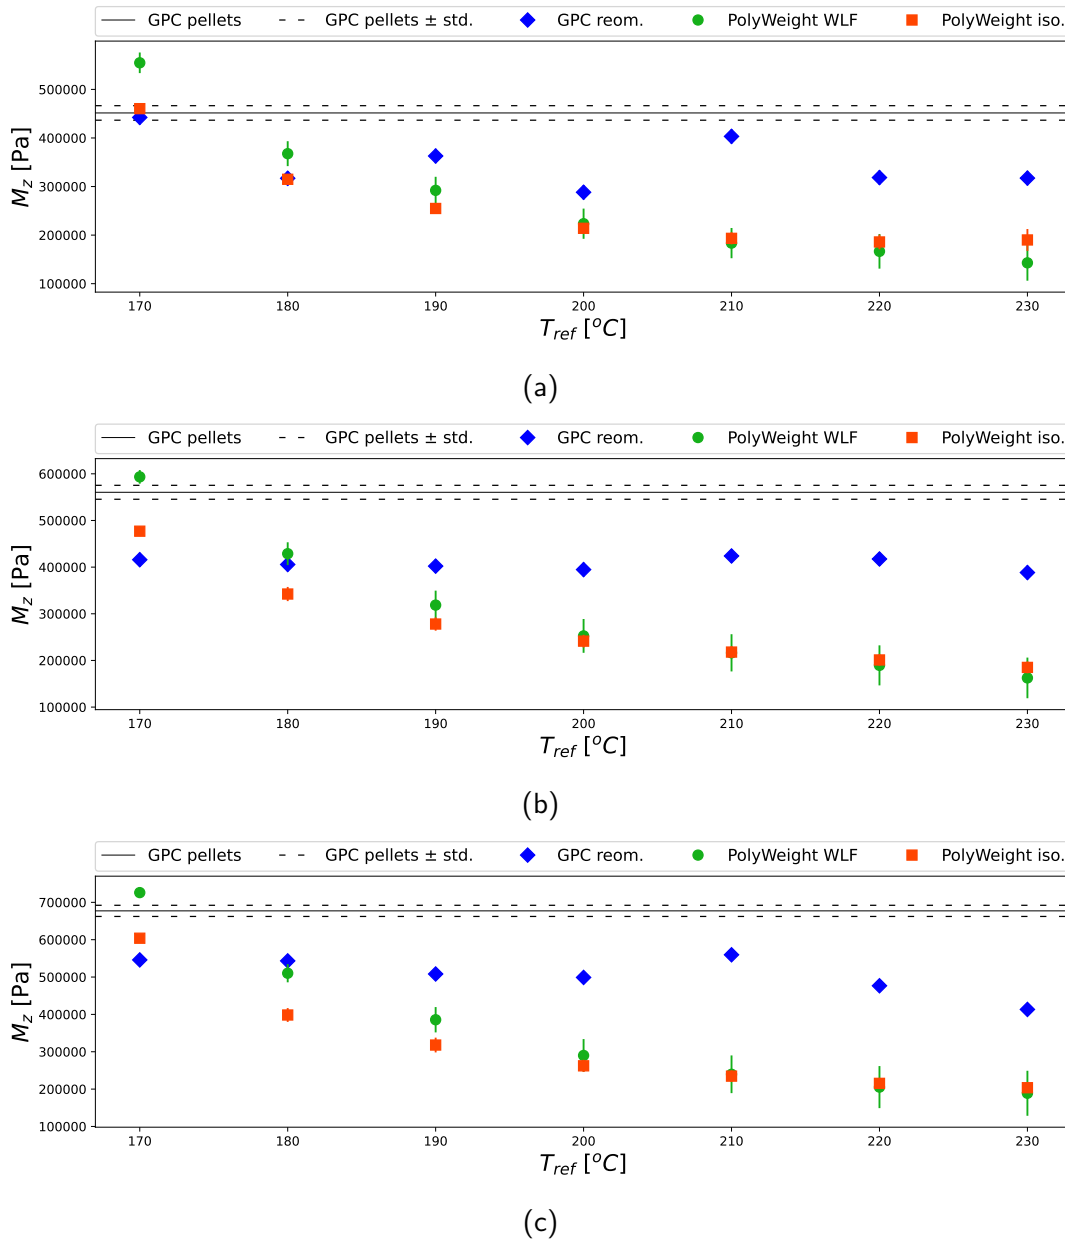 GPC pellets GPC pellets ± std. GPC reom. PolyWeight WLF PolyWeight iso.
500000
400000
300000
200000
100000
M_z [Pa]
170 180 190 200 210 220 230
T_ref [°C]
(a)
GPC pellets GPC pellets ± std. GPC reom. PolyWeight WLF PolyWeight iso.
600000
500000
400000
300000
200000
100000
M_z [Pa]
170 180 190 200 210 220 230
T_ref [°C]
(b)
GPC pellets GPC pellets ± std. GPC reom. PolyWeight WLF PolyWeight iso.
700000
600000
500000
400000
300000
200000
100000
M_z [Pa]
170 180 190 200 210 220 230
T_ref [°C]
(c)